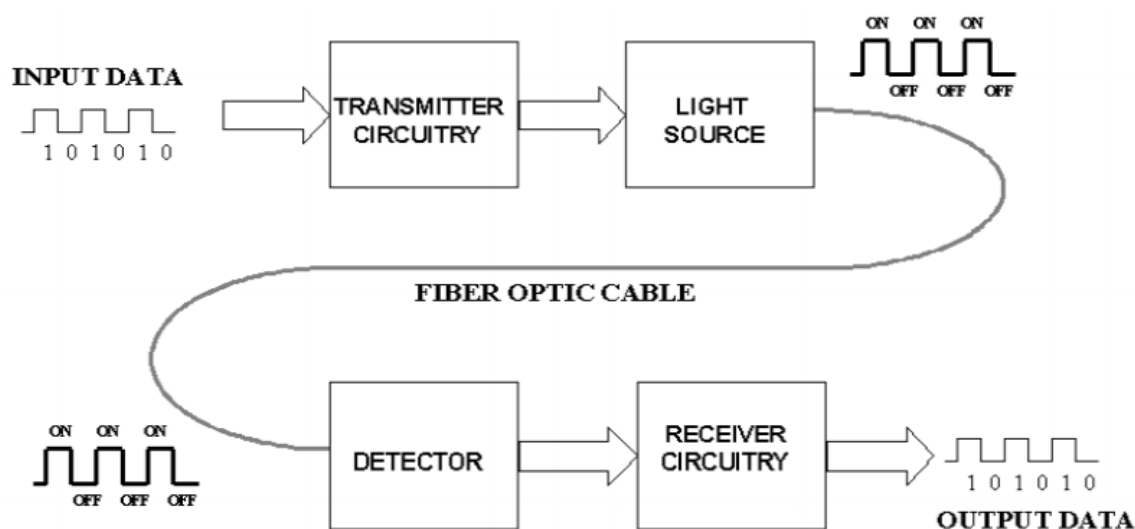 ON ON ON
OFF OFF OFF
INPUT DATA
1 0 1 0 1 0
TRANSMITTER
CIRCUITRY
LIGHT
SOURCE
FIBER OPTIC CABLE
ON ON ON
OFF OFF OFF
DETECTOR
RECEIVER
CIRCUITRY
1 0 1 0 1 0
OUTPUT DATA